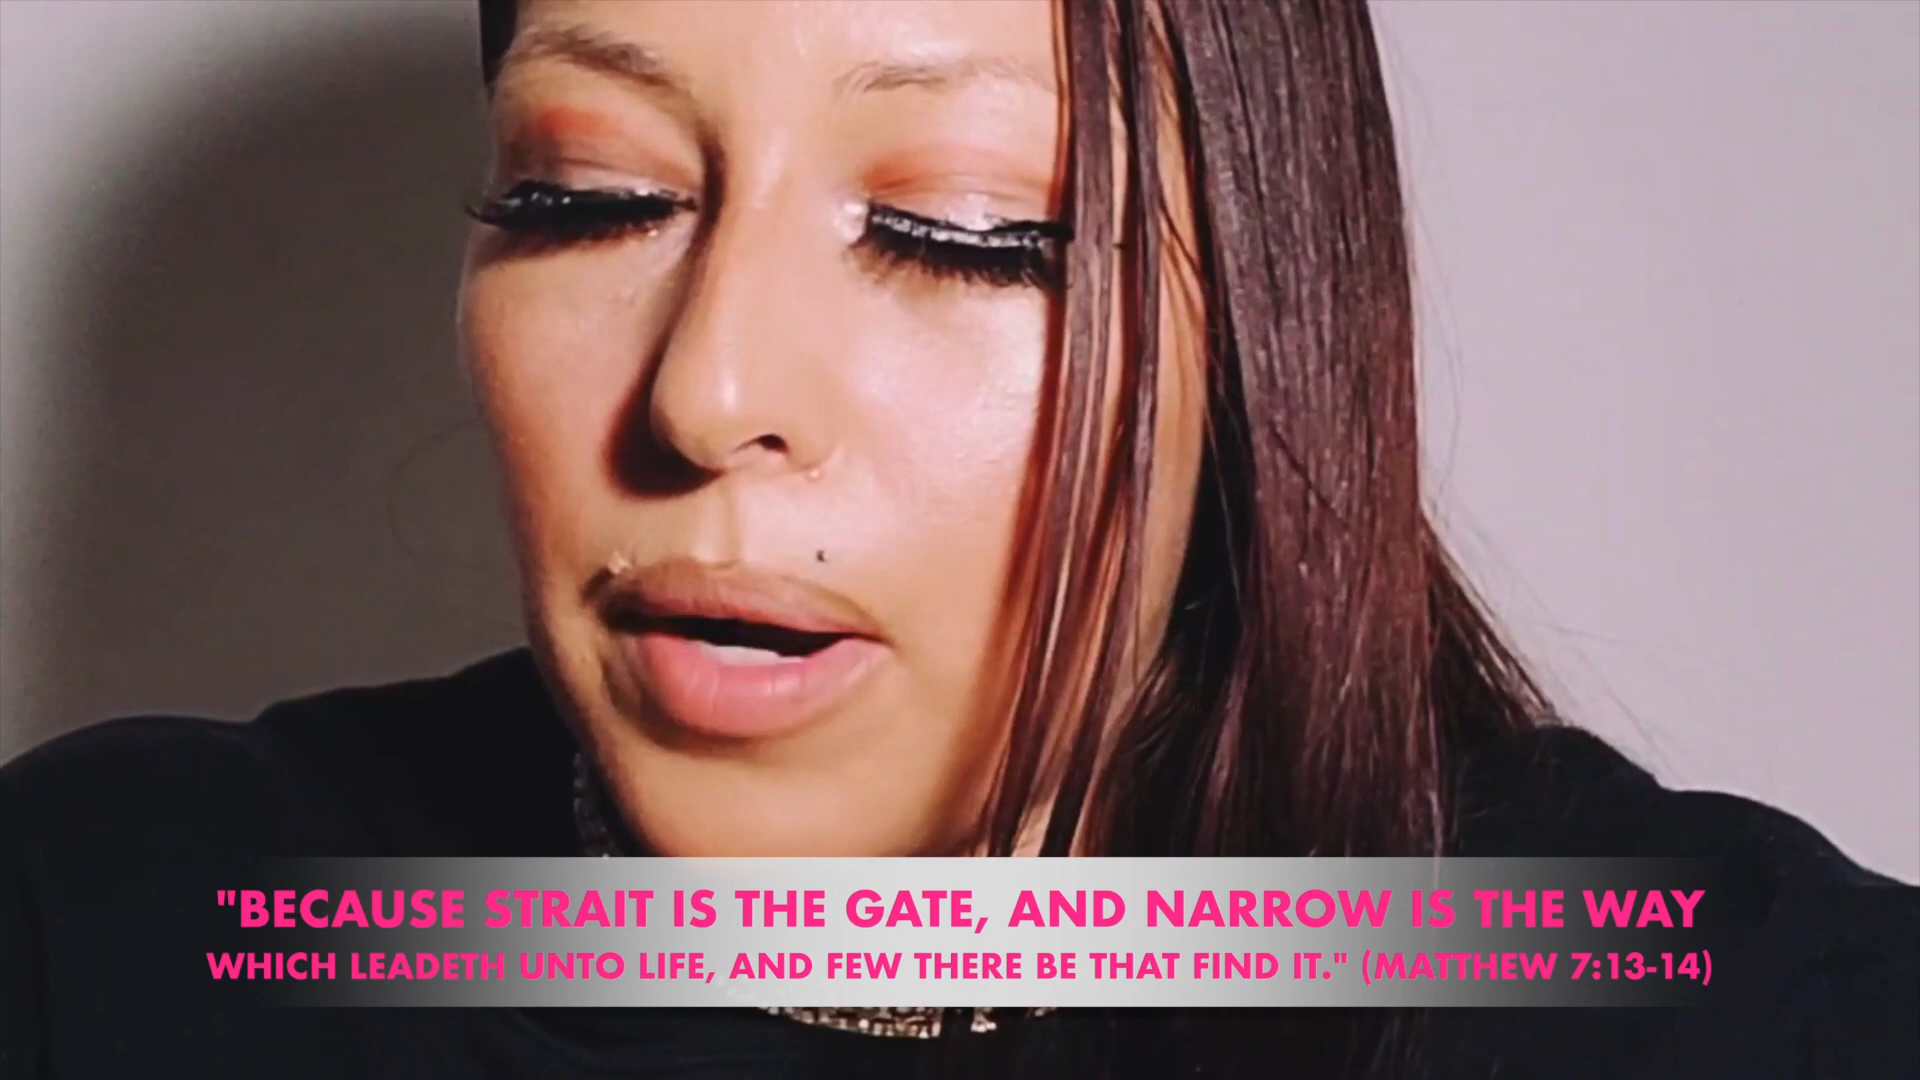 "BECAUSE STRAIT IS THE GATE, AND NARROW IS THE WAY
WHICH LEADETH UNTO LIFE, AND FEW THERE BE THAT FIND IT." (MATTHEW 7:13-14)